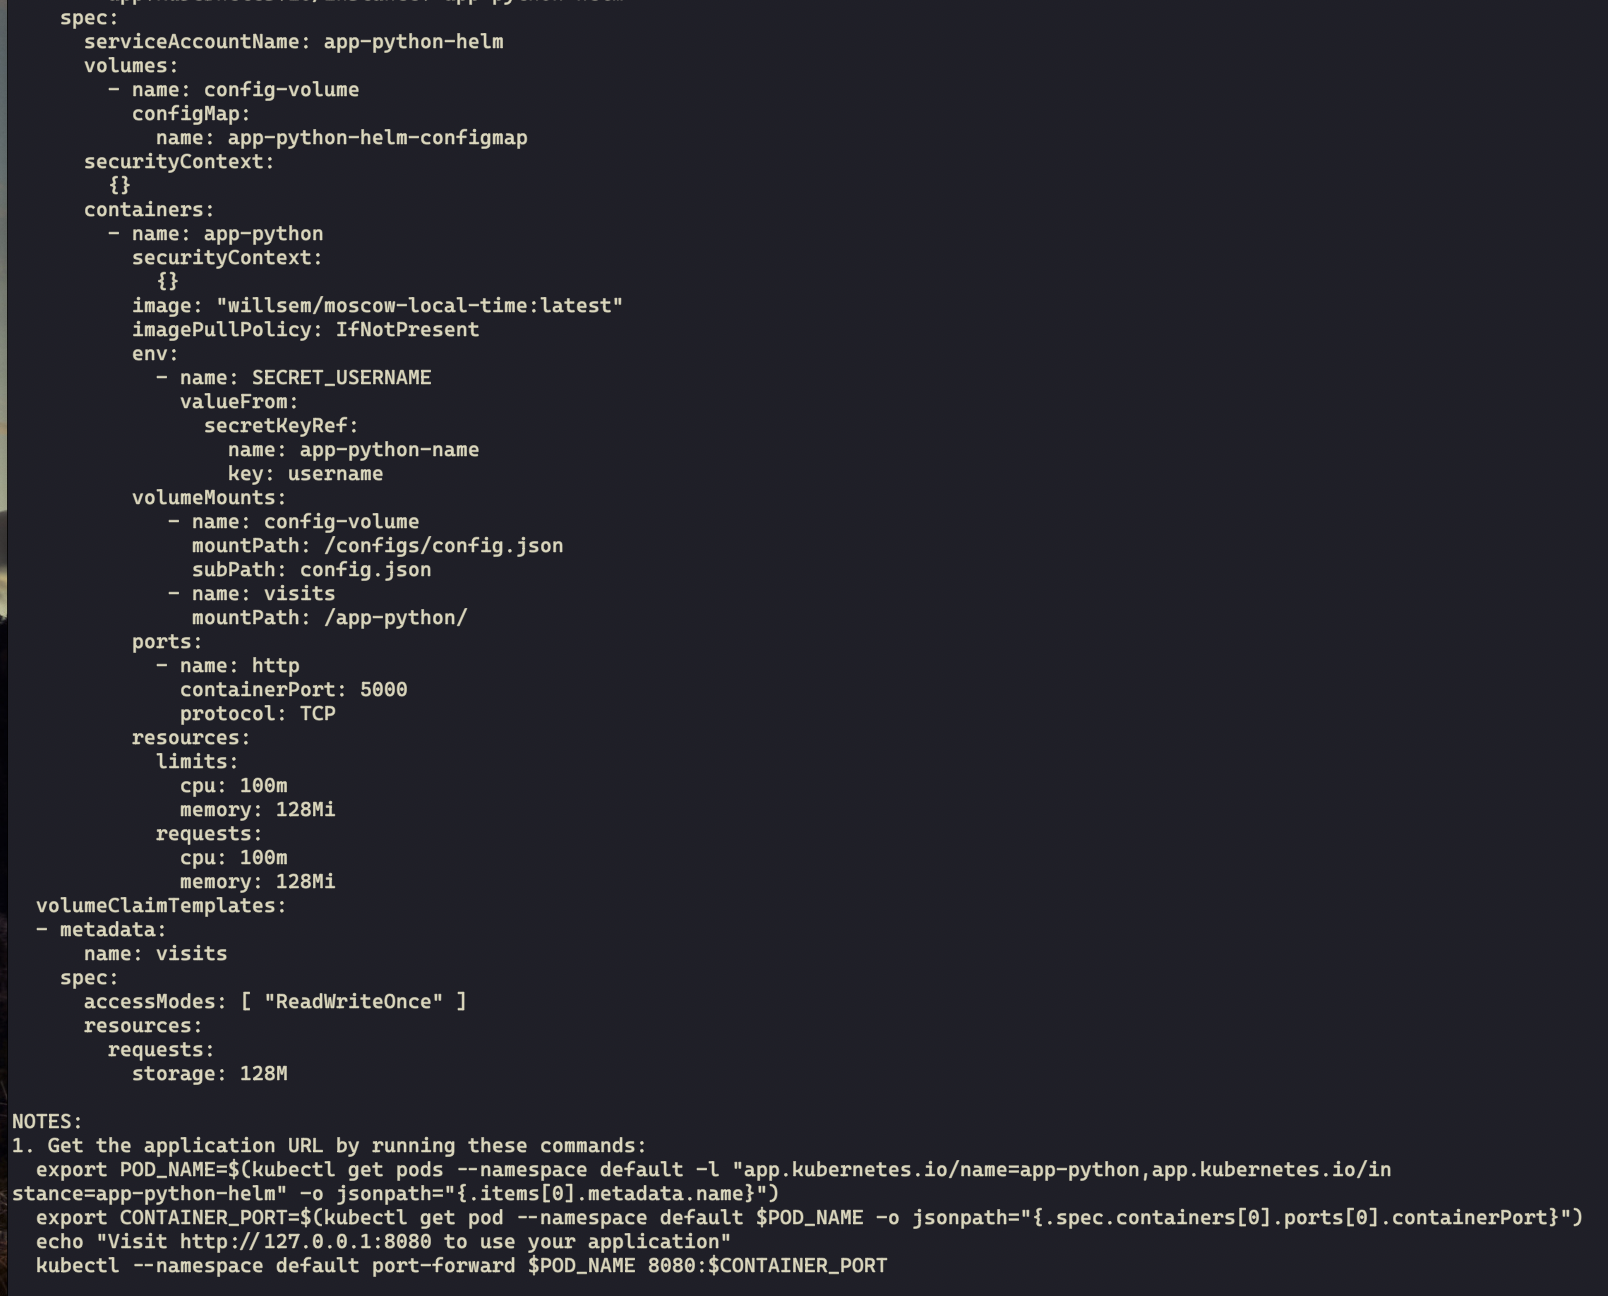 spec:
serviceAccountName: app-python-helm
volumes:
- name: config-volume
configMap:
name: app-python-helm-configmap
securityContext:
{}
containers:
- name: app-python
securityContext:
{}
image: "willsem/moscow-local-time:latest"
imagePullPolicy: IfNotPresent
env:
- name: SECRET_USERNAME
valueFrom:
secretKeyRef:
name: app-python-name
key: username
volumeMounts:
- name: config-volume
mountPath: /configs/config.json
subPath: config.json
- name: visits
mountPath: /app-python/
ports:
- name: http
containerPort: 5000
protocol: TCP
resources:
limits:
cpu: 100m
memory: 128Mi
requests:
cpu: 100m
memory: 128Mi
volumeClaimTemplates:
- metadata:
name: visits
spec:
accessModes: [ "ReadWriteOnce" ]
resources:
requests:
storage: 128M
NOTES:
1. Get the application URL by running these commands:
export POD_NAME=$(kubectl get pods --namespace default -l "app.kubernetes.io/name=app-python,app.kubernetes.io/in
stance=app-python-helm" -o jsonpath="{.items[0].metadata.name}")
export CONTAINER_PORT=$(kubectl get pod --namespace default $POD_NAME -o jsonpath="{.spec.containers[0].ports[0].containerPort}")
echo "Visit http://127.0.0.1:8080 to use your application"
kubectl --namespace default port-forward $POD_NAME 8080:$CONTAINER_PORT